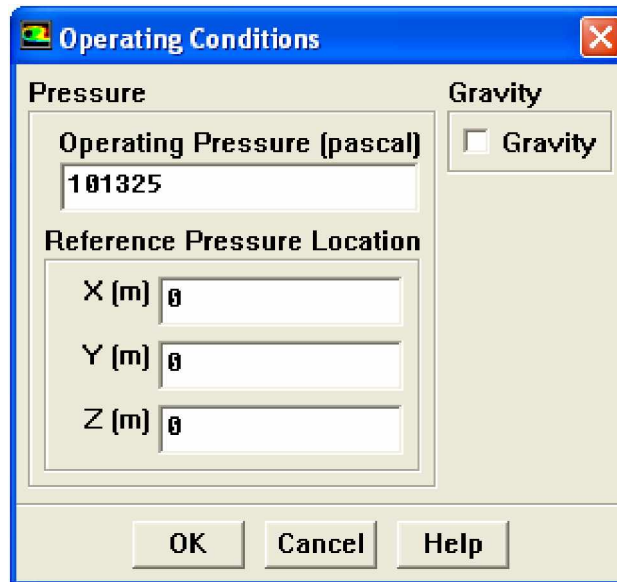 Operating Conditions
Pressure
Operating Pressure (pascal)
101325
Reference Pressure Location
X (m) 0
Y (m) 0
Z (m) 0
Gravity
Gravity
OK Cancel Help